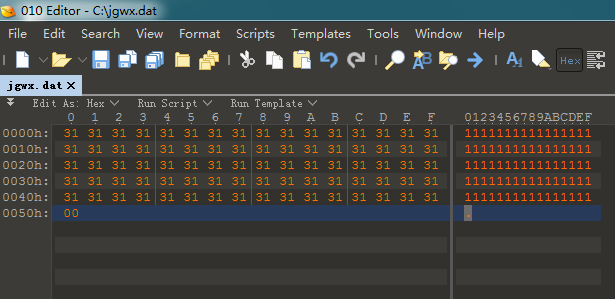 010 Editor - C:\jgwx.dat
File Edit Search View Format Scripts Templates Tools Window Help
Hex
jgwx.dat ×
Edit As: Hex Run Script Run Template
0 1 2 3 4 5 6 7 8 9 A B C D E F 0123456789ABCDEF
0000h: 31 31 31 31 31 31 31 31 31 31 31 31 31 31 31 31 1111111111111111
0010h: 31 31 31 31 31 31 31 31 31 31 31 31 31 31 31 31 1111111111111111
0020h: 31 31 31 31 31 31 31 31 31 31 31 31 31 31 31 31 1111111111111111
0030h: 31 31 31 31 31 31 31 31 31 31 31 31 31 31 31 31 1111111111111111
0040h: 31 31 31 31 31 31 31 31 31 31 31 31 31 31 31 31 1111111111111111
0050h: 00 .